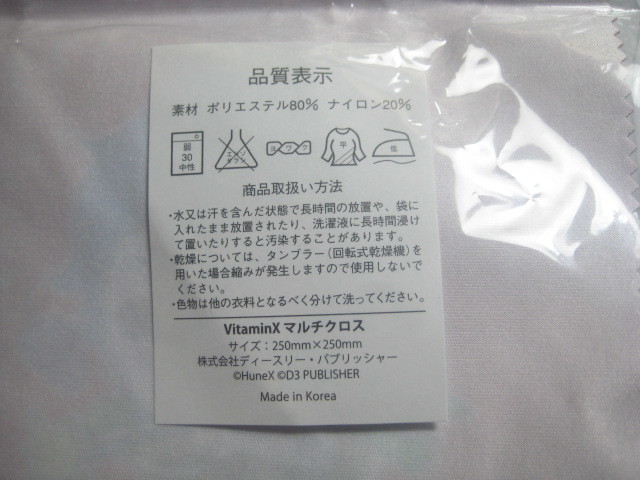 品質表示
素材 ポリエステル80% ナイロン20%
弱
30
中性
エンソ
サラシ
ヨワク
平
低
商品取扱い方法
・水又は汗を含んだ状態で長時間の放置や、袋に
入れたまま放置されたり、洗濯液に長時間浸け
て置いたりすると汚染することがあります。
・乾燥については、タンブラー(回転式乾燥機)を
用いた場合縮みが発生しますので使用しないで
ください。
・色物は他の衣料となるべく分けて洗ってください。
VitaminX マルチクロス
サイズ：250mm×250mm
株式会社ディースリー・パブリッシャー
©HuneX ©D3 PUBLISHER
Made in Korea